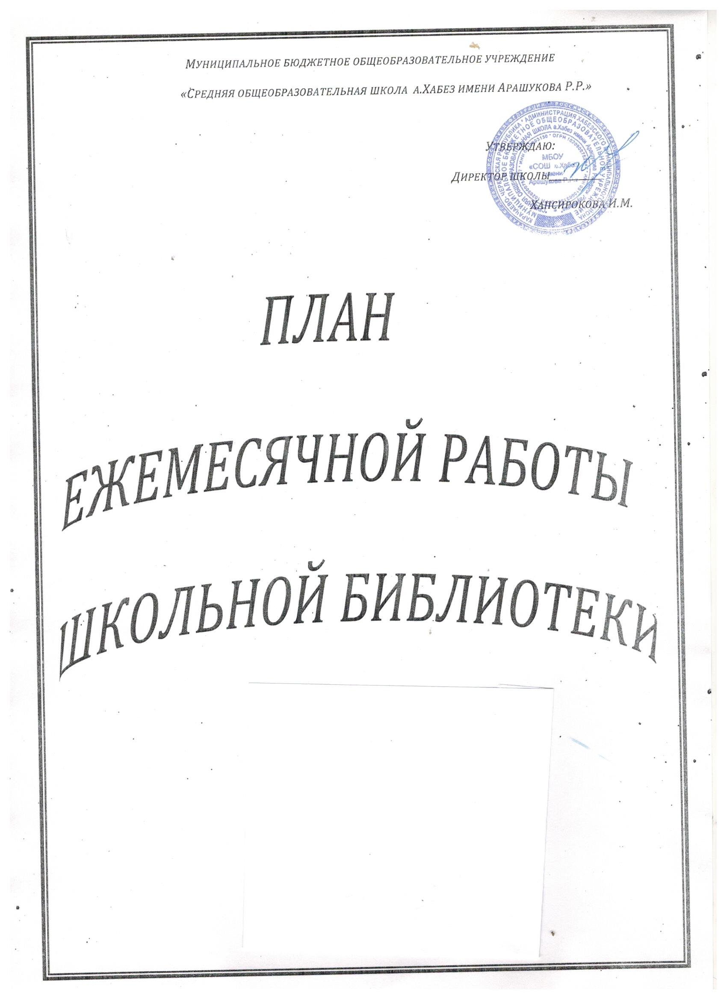 МУНИЦИПАЛЬНОЕ БЮДЖЕТНОЕ ОБЩЕОБРАЗОВАТЕЛЬНОЕ УЧРЕЖДЕНИЕ
«СРЕДНЯЯ ОБЩЕОБРАЗОВАТЕЛЬНАЯ ШКОЛА А.ХАБЕЗ ИМЕНИ АРАШУКОВА Р.Р.»
УТВЕРЖДАЮ:
ДИРЕКТОР ШКОЛЫ
ХАПСИРОКОВА И.М.
МБОУ
«СОШ а.Хабез
имени
Арашукова Р.Р.»
ПЛАН
ЕЖЕМЕСЯЧНОЙ РАБОТЫ
ШКОЛЬНОЙ БИБЛИОТЕКИ